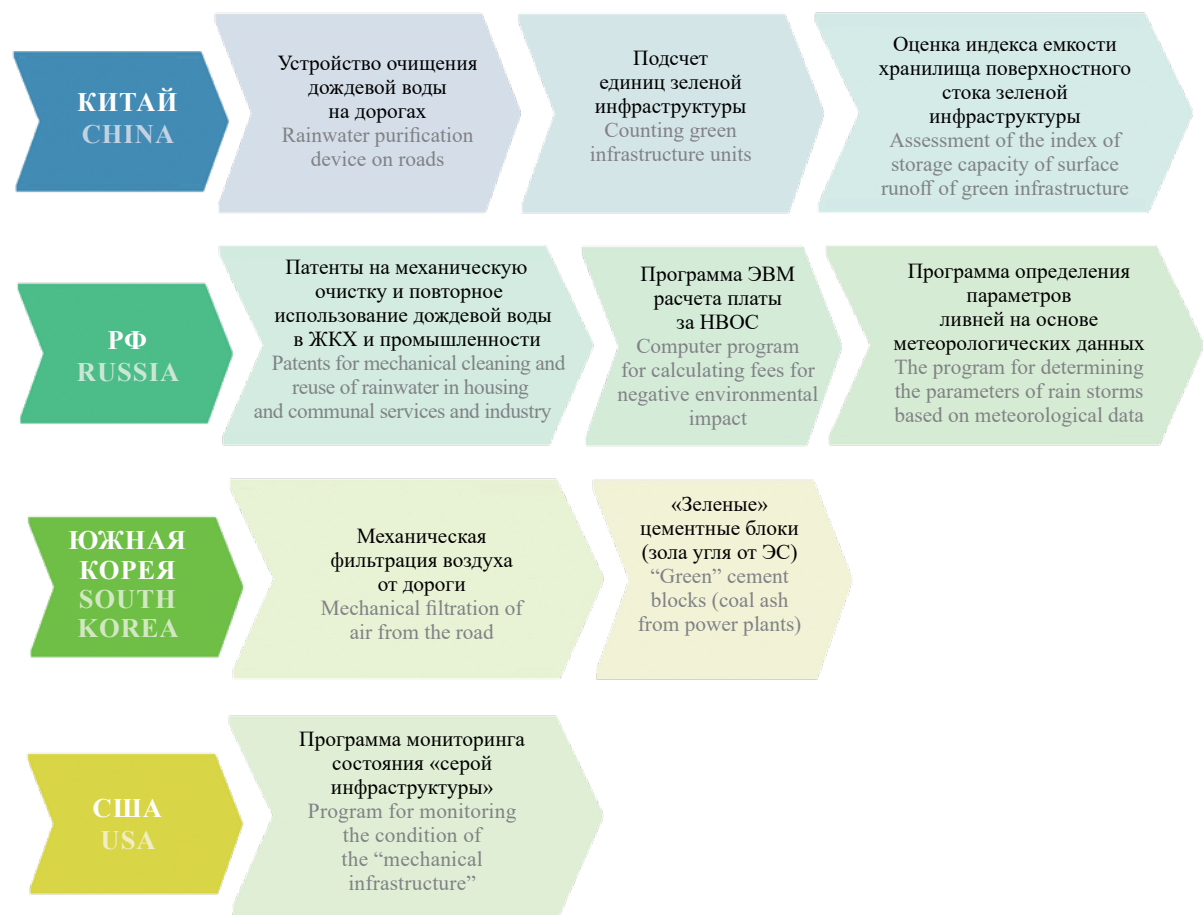 КИТАЙ
CHINA
Устройство очищения
дождевой воды
на дорогах
Rainwater purification
device on roads
Подсчет
единиц зеленой
инфраструктуры
Counting green
infrastructure units
Оценка индекса емкости
хранилища поверхностного
стока зеленой
инфраструктуры
Assessment of the index of
storage capacity of surface
runoff of green infrastructure
РФ
RUSSIA
Патенты на механическую
очистку и повторное
использование дождевой воды
в ЖКХ и промышленности
Patents for mechanical cleaning and
reuse of rainwater in housing
and communal services and industry
Программа ЭВМ
расчета платы
за НВОС
Computer program
for calculating fees for
negative environmental
impact
Программа определения
параметров
ливней на основе
метеорологических данных
The program for determining
the parameters of rain storms
based on meteorological data
ЮЖНАЯ
КОРЕЯ
SOUTH
KOREA
Механическая
фильтрация воздуха
от дороги
Mechanical filtration of
air from the road
«Зеленые»
цементные блоки
(зола угля от ЭС)
“Green” cement
blocks (coal ash
from power plants)
США
USA
Программа мониторинга
состояния «серой
инфраструктуры»
Program for monitoring
the condition of
the “mechanical
infrastructure”